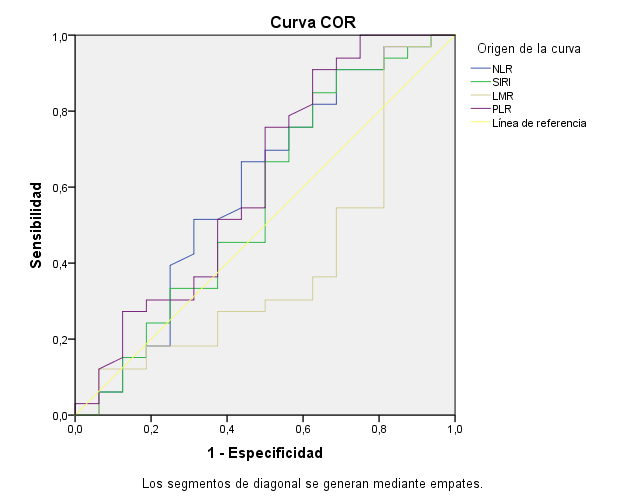 Curva COR
Origen de la curva
NLR
SIRI
LMR
PLR
Línea de referencia
Sensibilidad
1,0
0,8
0,6
0,4
0,2
0,0
0,0 0,2 0,4 0,6 0,8 1,0
1 - Especificidad
Los segmentos de diagonal se generan mediante empates.